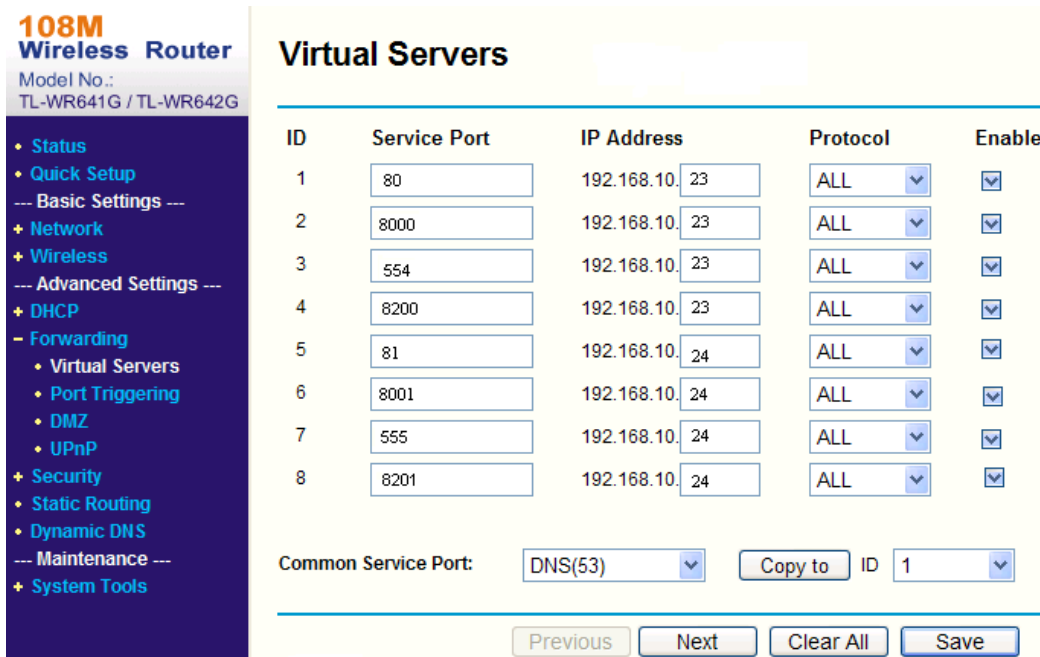 108M
Wireless Router
Model No.:
TL-WR641G / TL-WR642G
• Status
• Quick Setup
--- Basic Settings ---
+ Network
+ Wireless
--- Advanced Settings ---
+ DHCP
– Forwarding
• Virtual Servers
• Port Triggering
• DMZ
• UPnP
+ Security
• Static Routing
• Dynamic DNS
--- Maintenance ---
+ System Tools
Virtual Servers
ID Service Port IP Address Protocol Enable
1 80 192.168.10. 23 ALL
2 8000 192.168.10. 23 ALL
3 554 192.168.10. 23 ALL
4 8200 192.168.10. 23 ALL
5 81 192.168.10. 24 ALL
6 8001 192.168.10. 24 ALL
7 555 192.168.10. 24 ALL
8 8201 192.168.10. 24 ALL
Common Service Port: DNS(53) Copy to ID 1
Previous Next Clear All Save